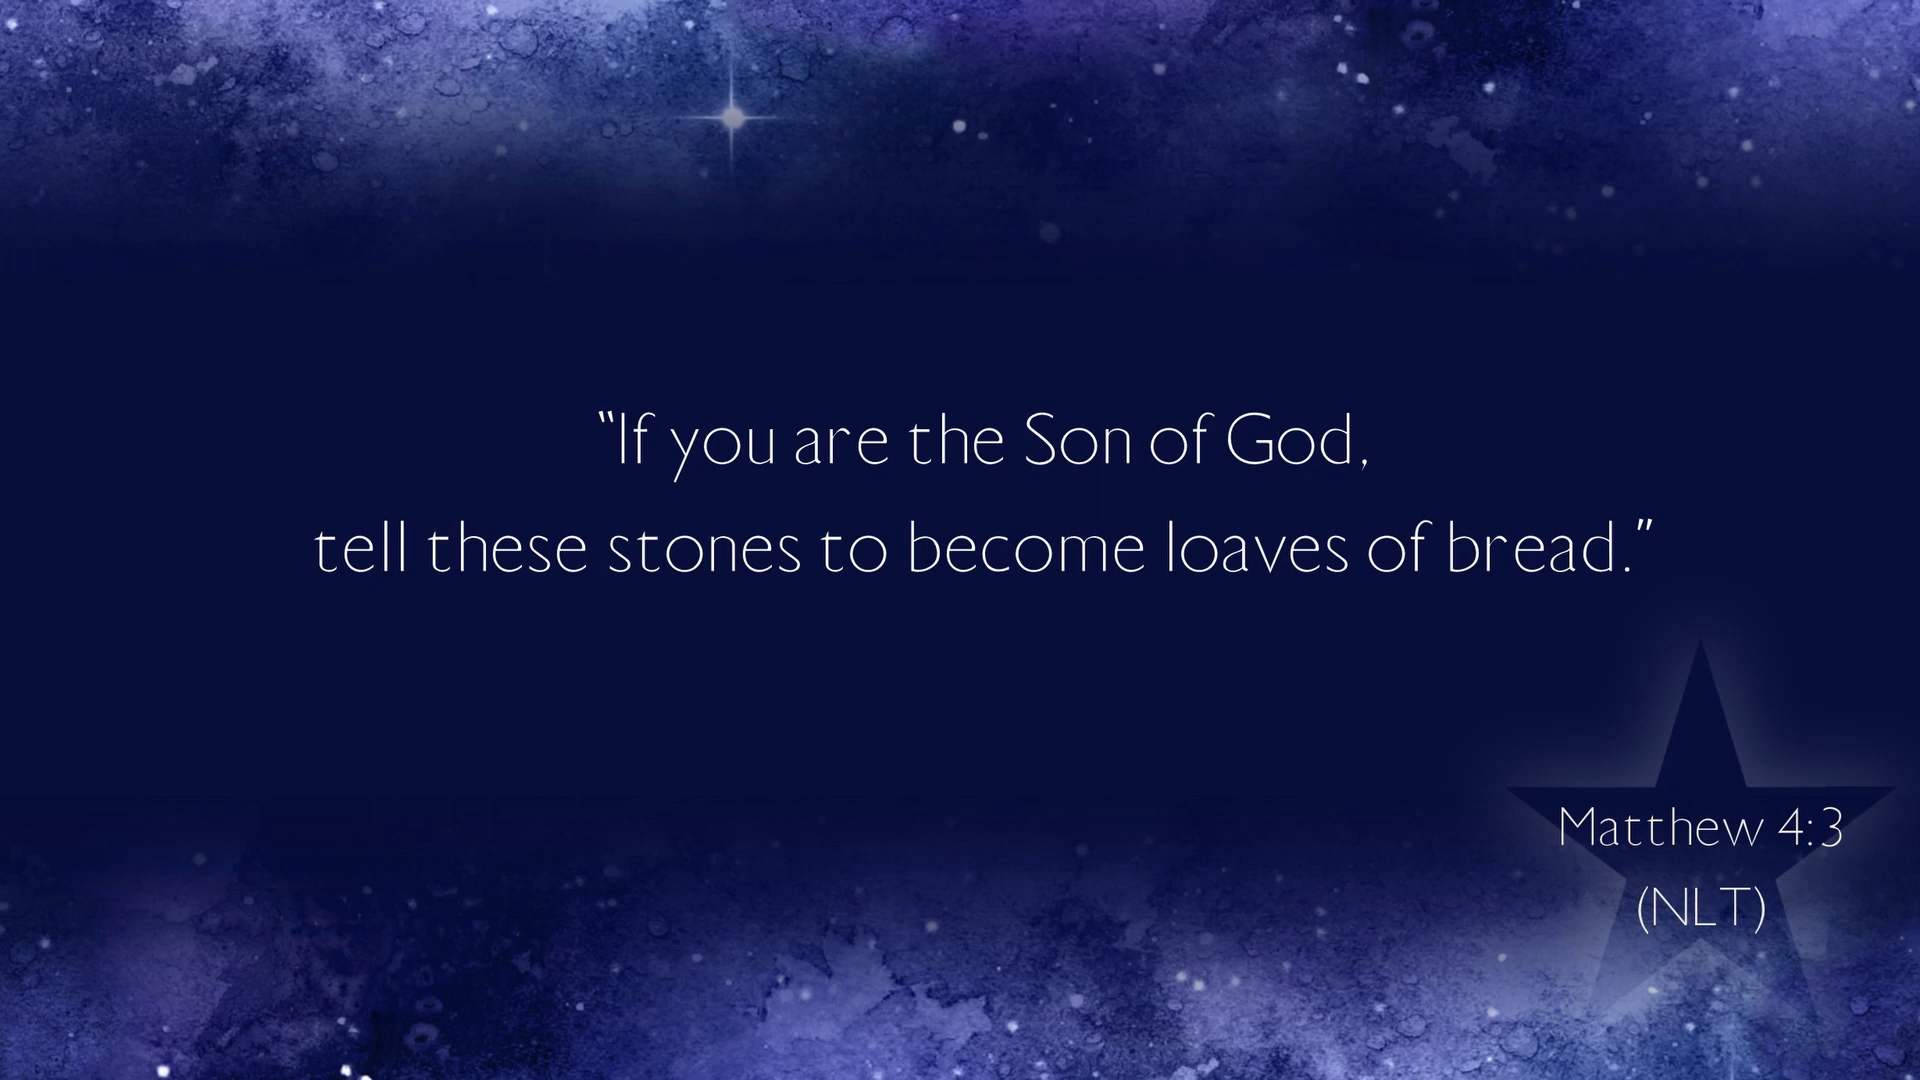 “If you are the Son of God,
tell these stones to become loaves of bread.”
Matthew 4:3
(NLT)